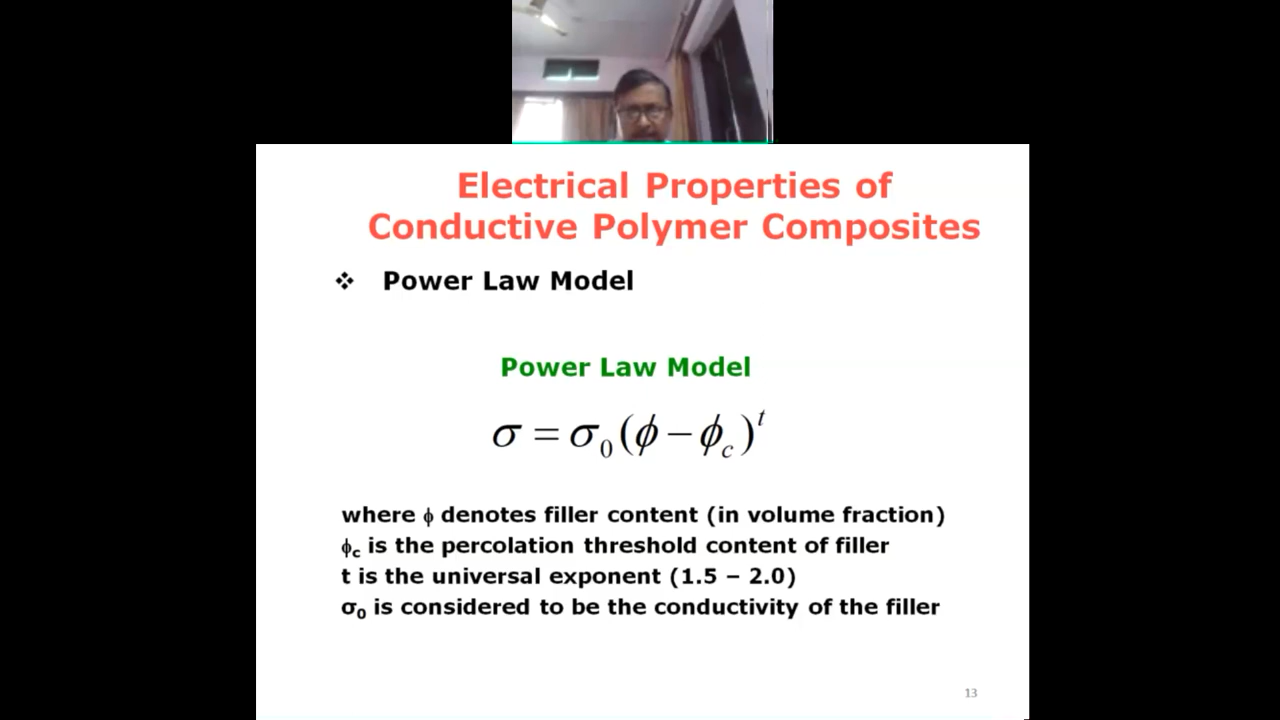 Electrical Properties of
Conductive Polymer Composites
❖ Power Law Model
Power Law Model
σ = σ₀(ϕ − ϕ_c)^t
where ϕ denotes filler content (in volume fraction)
ϕ_c is the percolation threshold content of filler
t is the universal exponent (1.5 – 2.0)
σ₀ is considered to be the conductivity of the filler
13